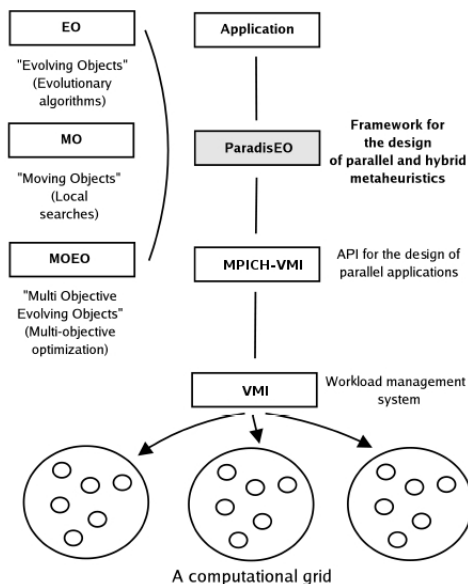 EO
"Evolving Objects"
(Evolutionary
algorithms)
MO
"Moving Objects"
(Local
searches)
MOEO
"Multi Objective
Evolving Objects"
(Multi-objective
optimization)
Application
ParadisEO
Framework for
the design
of parallel and hybrid
metaheuristics
MPICH-VMI
API for the design of
parallel applications
VMI
Workload management
system
A computational grid